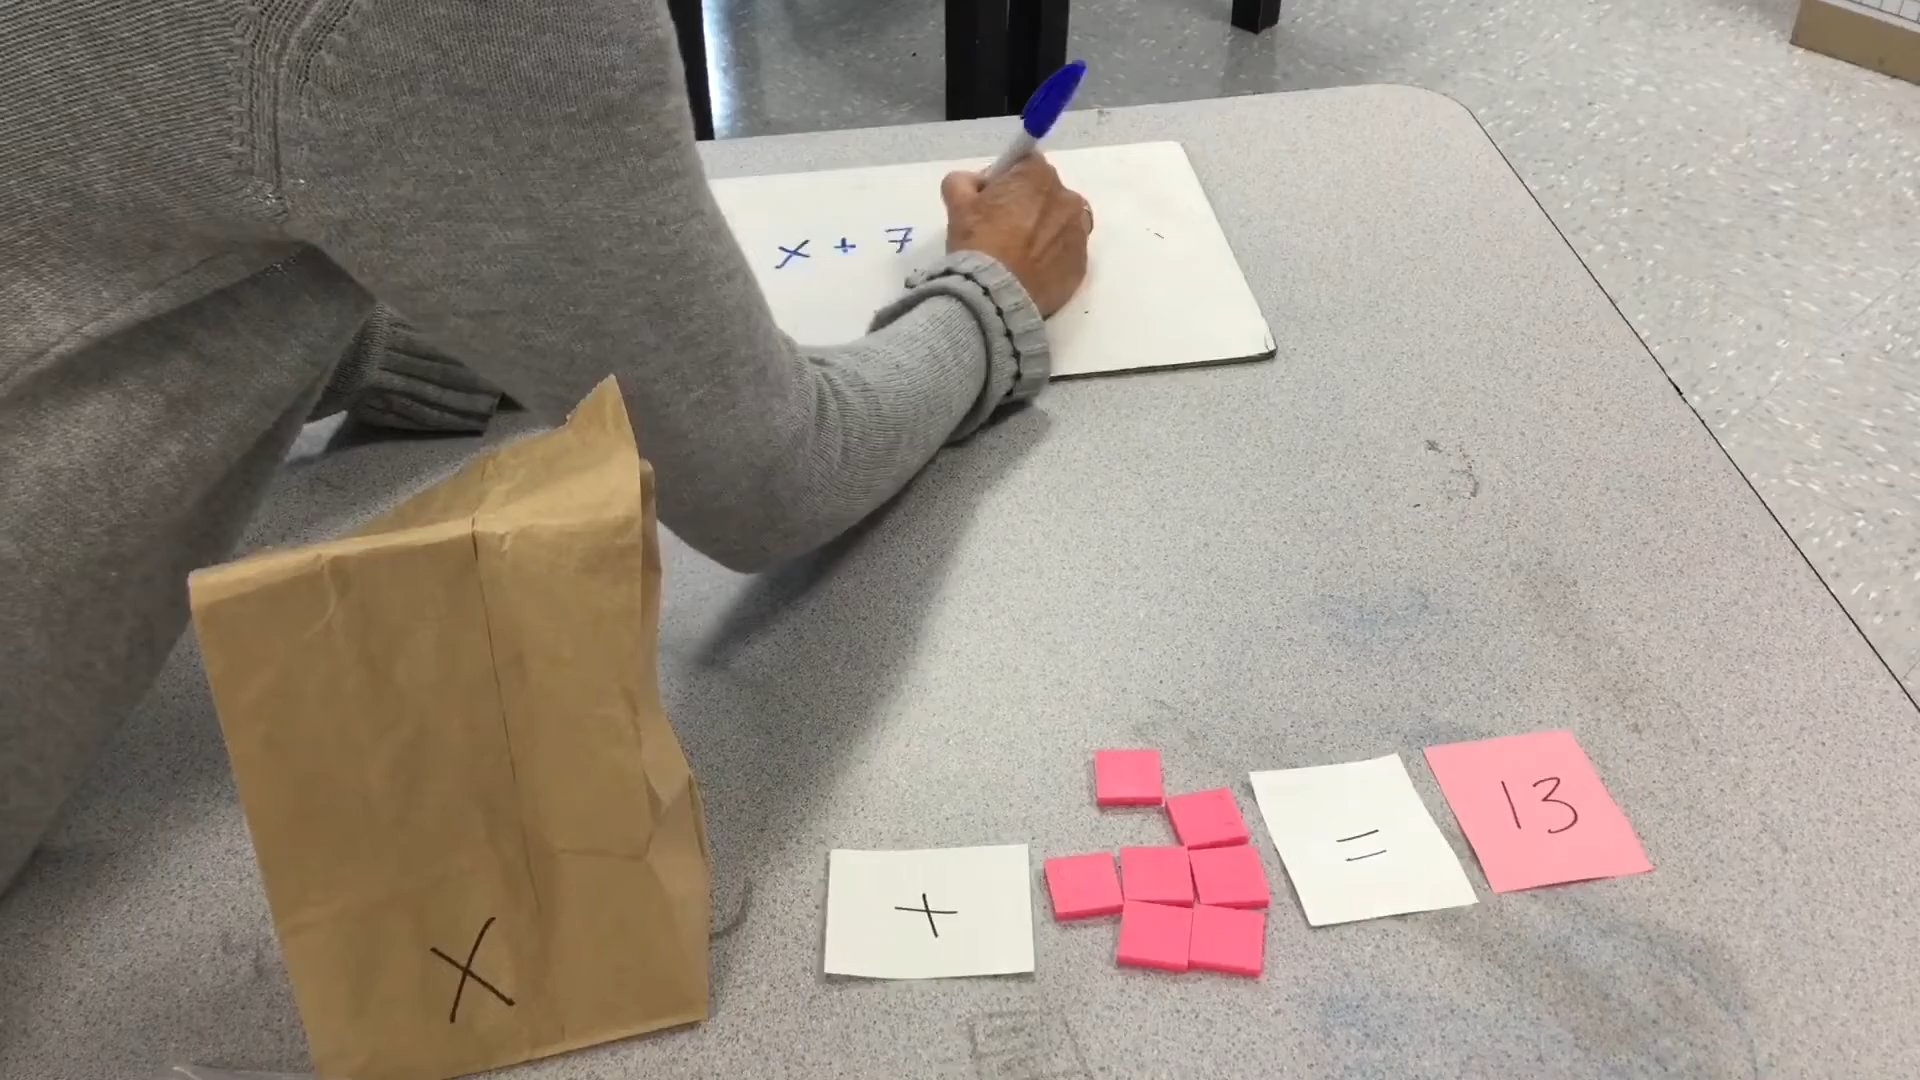 x + 7
X + = 13